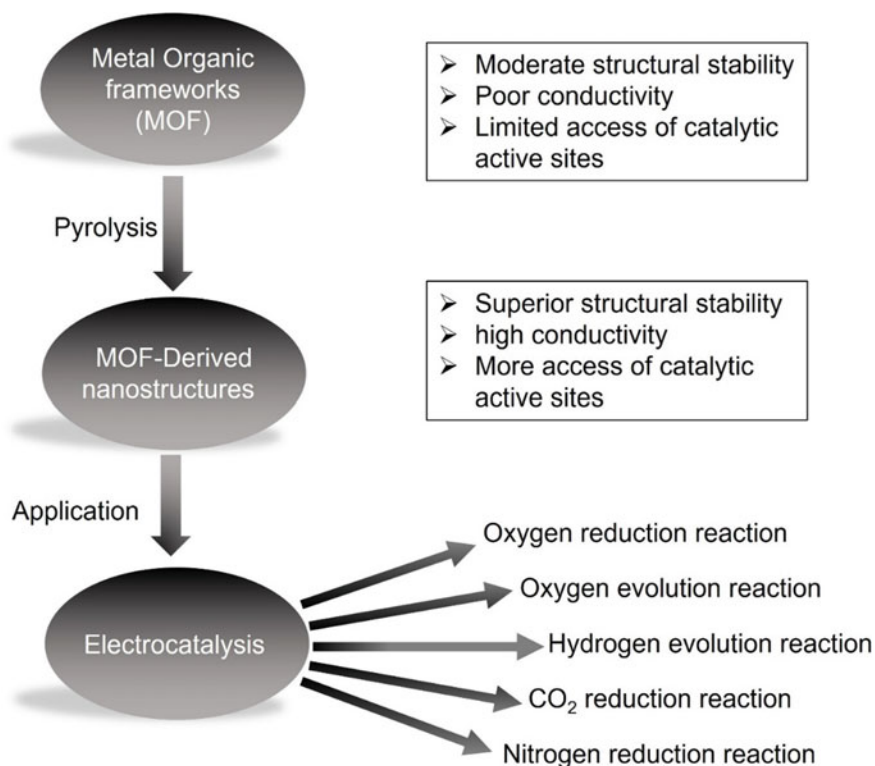 Metal Organic
frameworks
(MOF)
➢ Moderate structural stability
➢ Poor conductivity
➢ Limited access of catalytic
active sites
Pyrolysis
MOF-Derived
nanostructures
➢ Superior structural stability
➢ high conductivity
➢ More access of catalytic
active sites
Application
Electrocatalysis
Oxygen reduction reaction
Oxygen evolution reaction
Hydrogen evolution reaction
CO₂ reduction reaction
Nitrogen reduction reaction